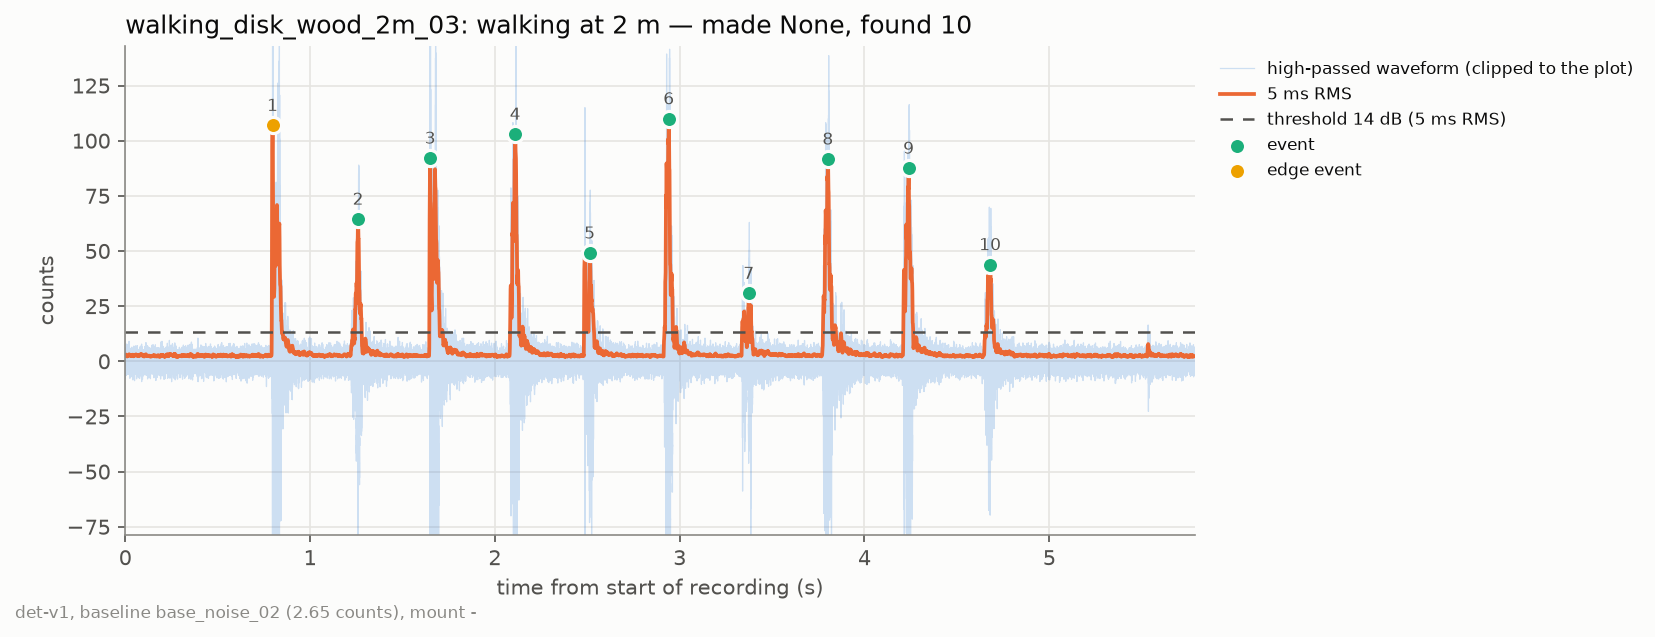 walking_disk_wood_2m_03: walking at 2 m — made None, found 10
high-passed waveform (clipped to the plot)
5 ms RMS
threshold 14 dB (5 ms RMS)
event
edge event
counts
125
100
75
50
25
0
−25
−50
−75
1
2
3
4
5
6
7
8
9
10
0
1
2
3
4
5
time from start of recording (s)
det-v1, baseline base_noise_02 (2.65 counts), mount -